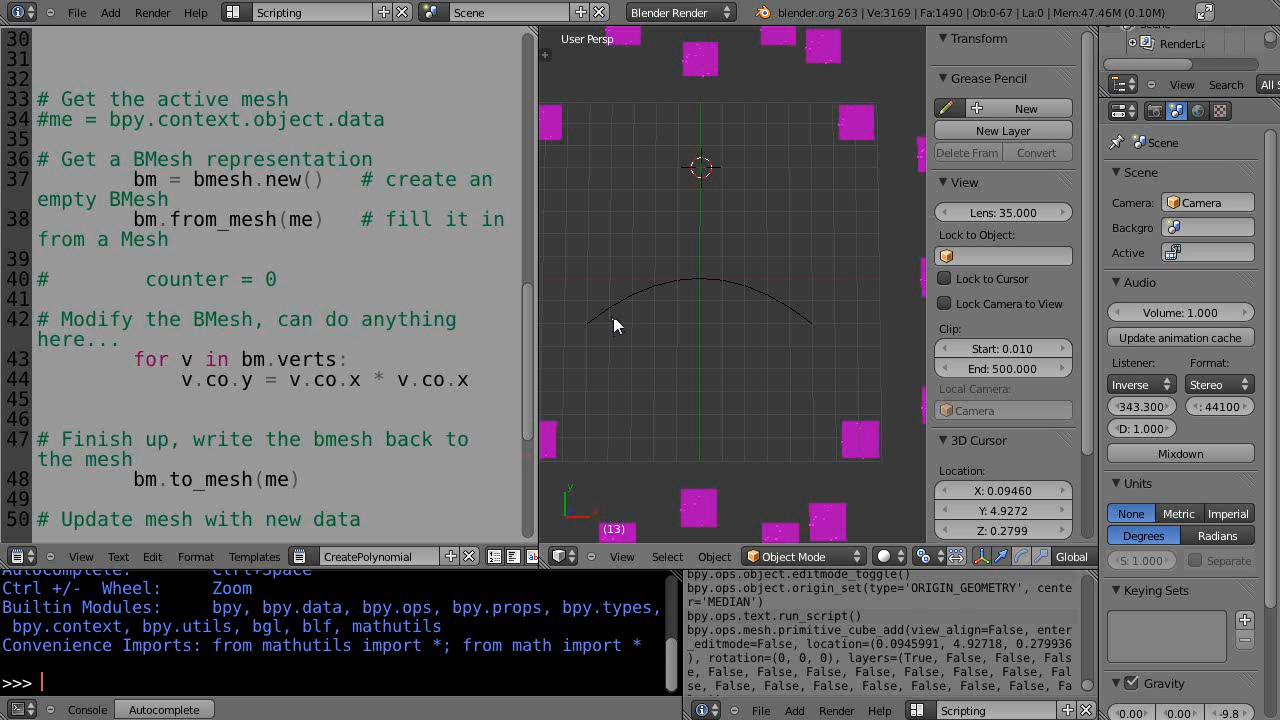 File Add Render Help Scripting Scene Blender Render blender.org 263 | Ve:3169 | Fa:1490 | Ob:0-67 | La:0 | Mem:47.46M (0.10M)
30
31
32
33 # Get the active mesh
34 #me = bpy.context.object.data
35
36 # Get a BMesh representation
37 bm = bmesh.new() # create an
empty BMesh
38 bm.from_mesh(me) # fill it in
from a Mesh
39
40 # counter = 0
41
42 # Modify the BMesh, can do anything
here...
43 for v in bm.verts:
44 v.co.y = v.co.x * v.co.x
45
46
47 # Finish up, write the bmesh back to
the mesh
48 bm.to_mesh(me)
49
50 # Update mesh with new data
View Text Edit Format Templates CreatePolynomial
User Persp
y
(13)
View Select Object Object Mode Global
Transform
Grease Pencil
New
New Layer
Delete Fram Convert
View
Lens: 35.000
Lock to Object:
Lock to Cursor
Lock Camera to View
Clip:
Start: 0.010
End: 500.000
Local Camera:
Camera
3D Cursor
Location:
X: 0.09460
Y: 4.9272
Z: 0.2799
RenderLa
View Search All S
Scene
Scene
Camera: Camera
Backgro
Active
Audio
Volume: 1.000
Update animation cache
Listener: Format:
Inverse Stereo
343.300 : 44100
D: 1.000
Mixdown
Units
None Metric Imperial
Degrees Radians
S: 1.000 Separate
Keying Sets
Gravity
0.00 0.00 -9.8
Autocomplete: Ctrl+Space
Ctrl +/- Wheel: Zoom
Builtin Modules: bpy, bpy.data, bpy.ops, bpy.props, bpy.types,
bpy.context, bpy.utils, bgl, blf, mathutils
Convenience Imports: from mathutils import *; from math import *
>>>
Console Autocomplete
bpy.ops.object.editmode_toggle()
bpy.ops.object.origin_set(type='ORIGIN_GEOMETRY', cente
r='MEDIAN')
bpy.ops.text.run_script()
bpy.ops.mesh.primitive_cube_add(view_align=False, enter
_editmode=False, location=(0.0945991, 4.92718, 0.279936
), rotation=(0, 0, 0), layers=(True, False, False, Fals
e, False, False, False, False, False, False, False, Fal
se, False, False, False, False, False, False, False, Fa
File Add Render Help Scripting